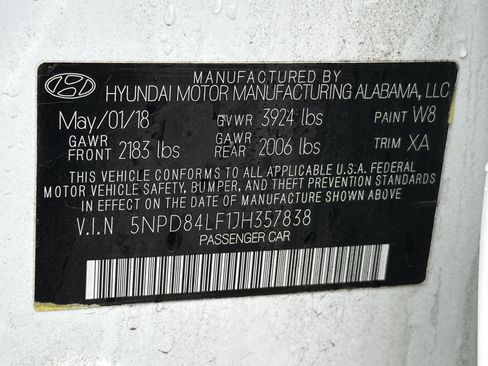 MANUFACTURED BY
HYUNDAI MOTOR MANUFACTURING ALABAMA, LLC
May/01/18 GVWR 3924 lbs PAINT W8
GAWR FRONT 2183 lbs GAWR REAR 2006 lbs TRIM XA
THIS VEHICLE CONFORMS TO ALL APPLICABLE U.S.A. FEDERAL
MOTOR VEHICLE SAFETY, BUMPER, AND THEFT PREVENTION STANDARDS
IN EFFECT ON THE DATE OF MANUFACTURE SHOWN ABOVE.
V.I.N 5NPD84LF1JH357838
PASSENGER CAR